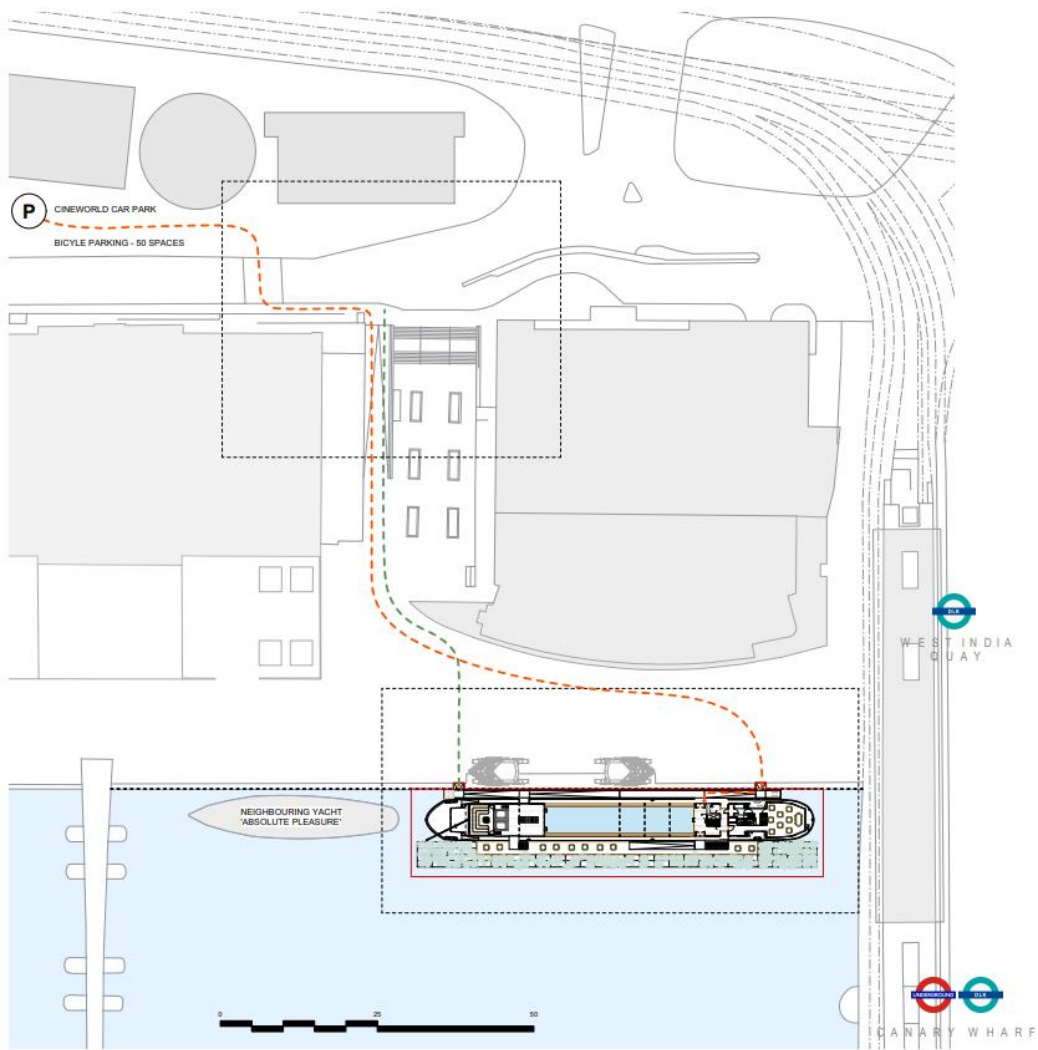 P
CINEWORLD CAR PARK
BICYLE PARKING - 50 SPACES
DLR
WEST INDIA
QUAY
NEIGHBOURING YACHT
'ABSOLUTE PLEASURE'
0 25 50
UNDERGROUND DLR
CANARY WHARF